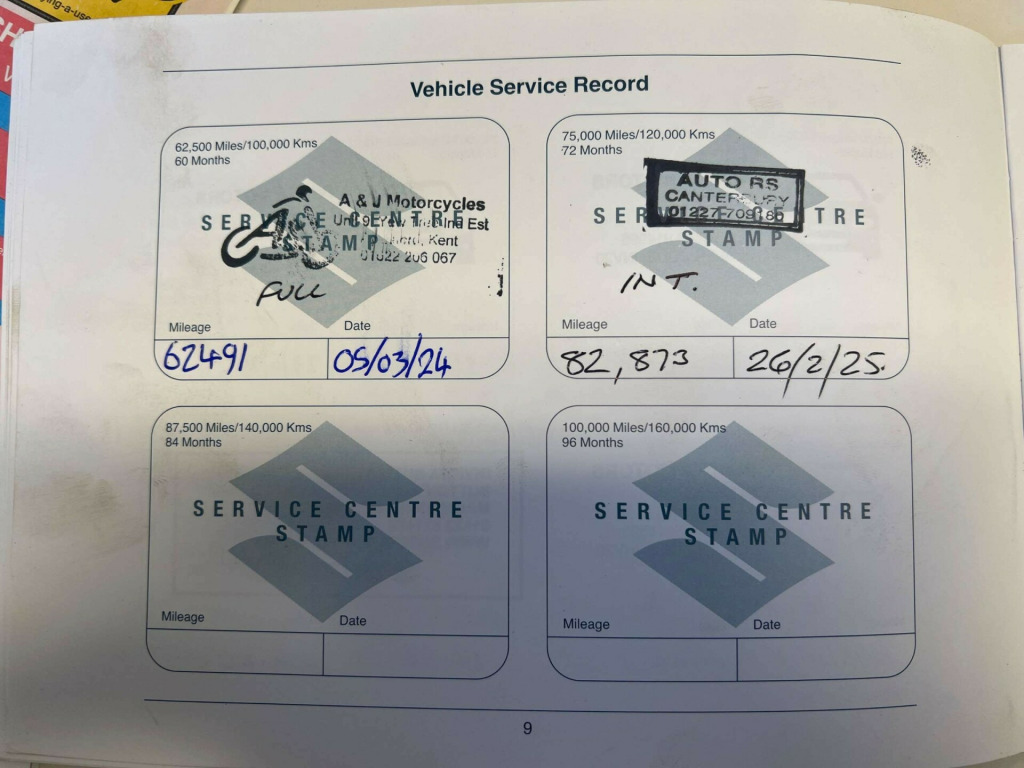 Vehicle Service Record
62,500 Miles/100,000 Kms
60 Months
SERVICE CENTRE
STAMP
A & J Motorcycles
Ind Est
Kent
FULL
Mileage
Date
62491
05/03/24
75,000 Miles/120,000 Kms
72 Months
SERVICE CENTRE
STAMP
AUTO RS
CANTERBURY
INT.
Mileage
Date
82,873
26/2/25.
87,500 Miles/140,000 Kms
84 Months
SERVICE CENTRE
STAMP
Mileage
Date
100,000 Miles/160,000 Kms
96 Months
SERVICE CENTRE
STAMP
Mileage
Date
9